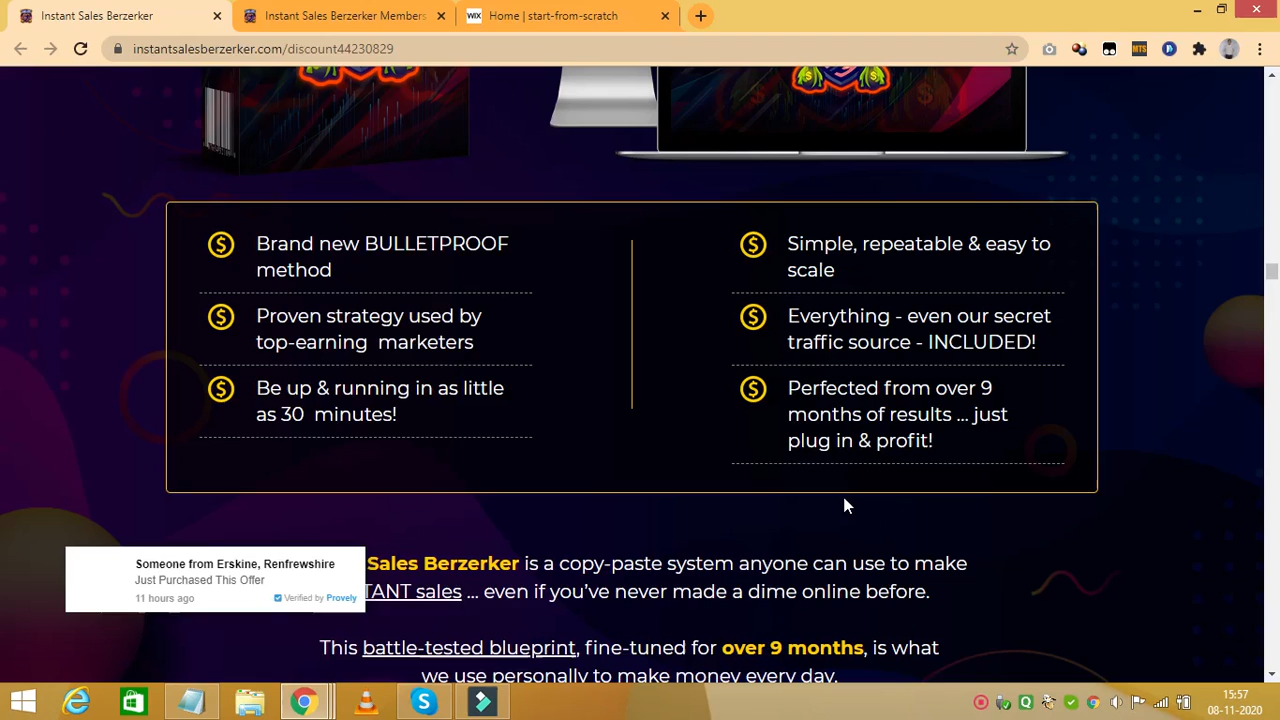 Instant Sales Berzerker
Instant Sales Berzerker Members
WIX Home | start-from-scratch
instantsalesberzerker.com/discount44230829
MTS
Brand new BULLETPROOF
method
Proven strategy used by
top-earning marketers
Be up & running in as little
as 30 minutes!
Simple, repeatable & easy to
scale
Everything - even our secret
traffic source - INCLUDED!
Perfected from over 9
months of results ... just
plug in & profit!
Sales Berzerker is a copy-paste system anyone can use to make
TANT sales ... even if you've never made a dime online before.
Someone from Erskine, Renfrewshire
Just Purchased This Offer
11 hours ago Verified by Provely
This battle-tested blueprint, fine-tuned for over 9 months, is what
we use personally to make money every day.
15:57
08-11-2020